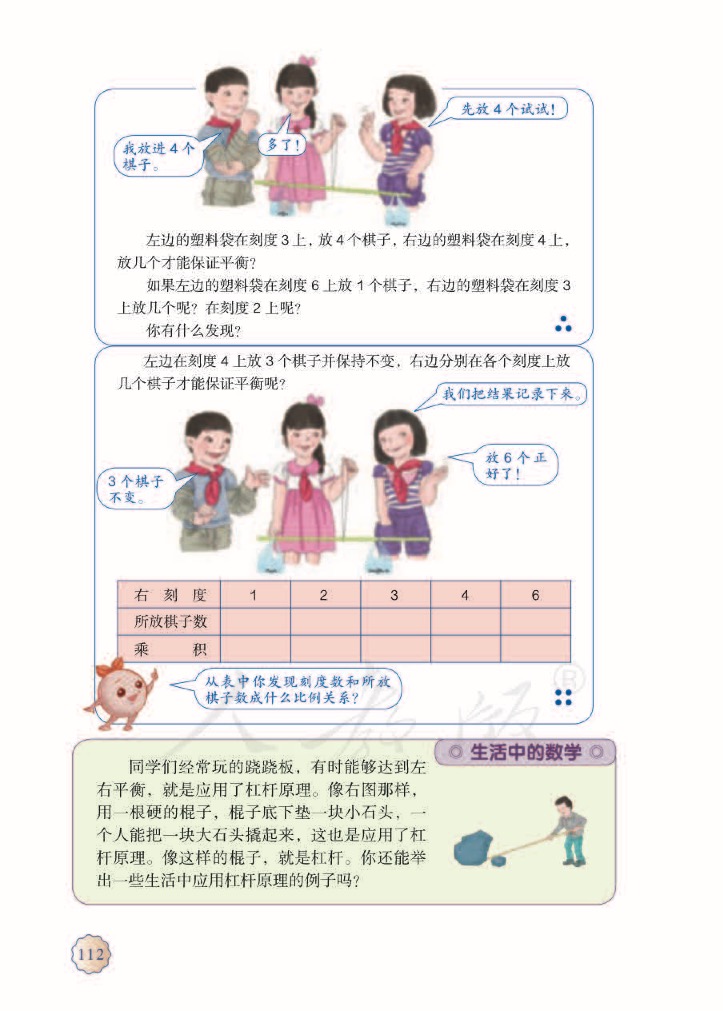 先放4个试试！
我放进4个
棋子。
多了！
左边的塑料袋在刻度3上，放4个棋子，右边的塑料袋在刻度4上，
放几个才能保证平衡？
如果左边的塑料袋在刻度6上放1个棋子，右边的塑料袋在刻度3
上放几个呢？在刻度2上呢？
你有什么发现？
左边在刻度4上放3个棋子并保持不变，右边分别在各个刻度上放
几个棋子才能保证平衡呢？
我们把结果记录下来。
放6个正
好了！
3个棋子
不变。
右刻度 1 2 3 4 6
所放棋子数
乘积
从表中你发现刻度数和所放
棋子数成什么比例关系？
人教版
生活中的数学
同学们经常玩的跷跷板，有时能够达到左
右平衡，就是应用了杠杆原理。像右图那样，
用一根硬的棍子，棍子底下垫一块小石头，一
个人能把一块大石头撬起来，这也是应用了杠
杆原理。像这样的棍子，就是杠杆。你还能举
出一些生活中应用杠杆原理的例子吗？
112